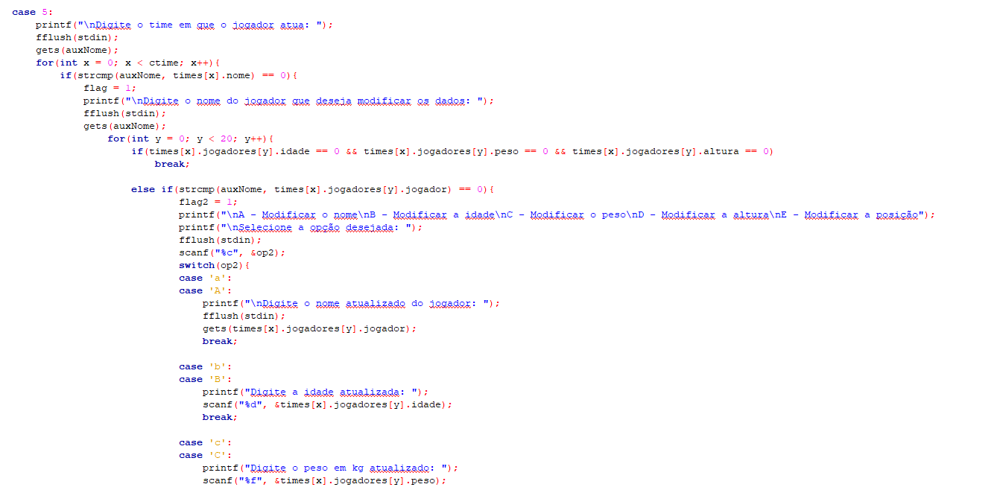 case 5:
    printf("\nDigite o time em que o jogador atua: ");
    fflush(stdin);
    gets(auxNome);
    for(int x = 0; x < ctime; x++){
        if(strcmp(auxNome, times[x].nome) == 0){
            flag = 1;
            printf("\nDigite o nome do jogador que deseja modificar os dados: ");
            fflush(stdin);
            gets(auxNome);
                for(int y = 0; y < 20; y++){
                    if(times[x].jogadores[y].idade == 0 && times[x].jogadores[y].peso == 0 && times[x].jogadores[y].altura == 0)
                        break;
                    else if(strcmp(auxNome, times[x].jogadores[y].jogador) == 0){
                            flag2 = 1;
                            printf("\nA - Modificar o nome\nB - Modificar a idade\nC - Modificar o peso\nD - Modificar a altura\nE - Modificar a posição");
                            printf("\nSelecione a opção desejada: ");
                            fflush(stdin);
                            scanf("%c", &op2);
                            switch(op2){
                            case 'a':
                            case 'A':
                                printf("\nDigite o nome atualizado do jogador: ");
                                fflush(stdin);
                                gets(times[x].jogadores[y].jogador);
                                break;
                            case 'b':
                            case 'B':
                                printf("Digite a idade atualizada: ");
                                scanf("%d", &times[x].jogadores[y].idade);
                                break;
                            case 'c':
                            case 'C':
                                printf("Digite o peso em kg atualizado: ");
                                scanf("%f", &times[x].jogadores[y].peso);